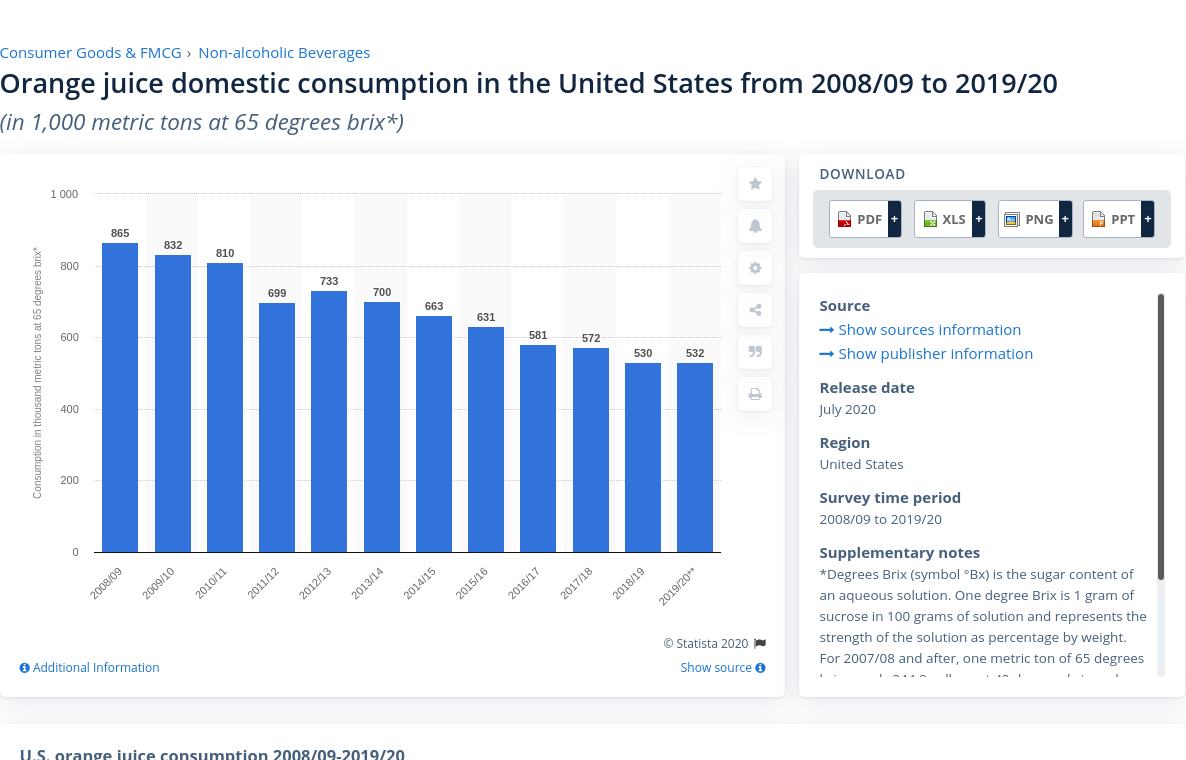 Consumer Goods & FMCG › Non-alcoholic Beverages
Orange juice domestic consumption in the United States from 2008/09 to 2019/20
(in 1,000 metric tons at 65 degrees brix*)
Consumption in thousand metric tons at 65 degrees brix*
1 000
800
600
400
200
0
865
832
810
699
733
700
663
631
581
572
530
532
2008/09
2009/10
2010/11
2011/12
2012/13
2013/14
2014/15
2015/16
2016/17
2017/18
2018/19
2019/20**
© Statista 2020
Additional Information
Show source
DOWNLOAD
PDF +
XLS +
PNG +
PPT +
Source
Show sources information
Show publisher information
Release date
July 2020
Region
United States
Survey time period
2008/09 to 2019/20
Supplementary notes
*Degrees Brix (symbol °Bx) is the sugar content of
an aqueous solution. One degree Brix is 1 gram of
sucrose in 100 grams of solution and represents the
strength of the solution as percentage by weight.
For 2007/08 and after, one metric ton of 65 degrees
U.S. orange juice consumption 2008/09-2019/20